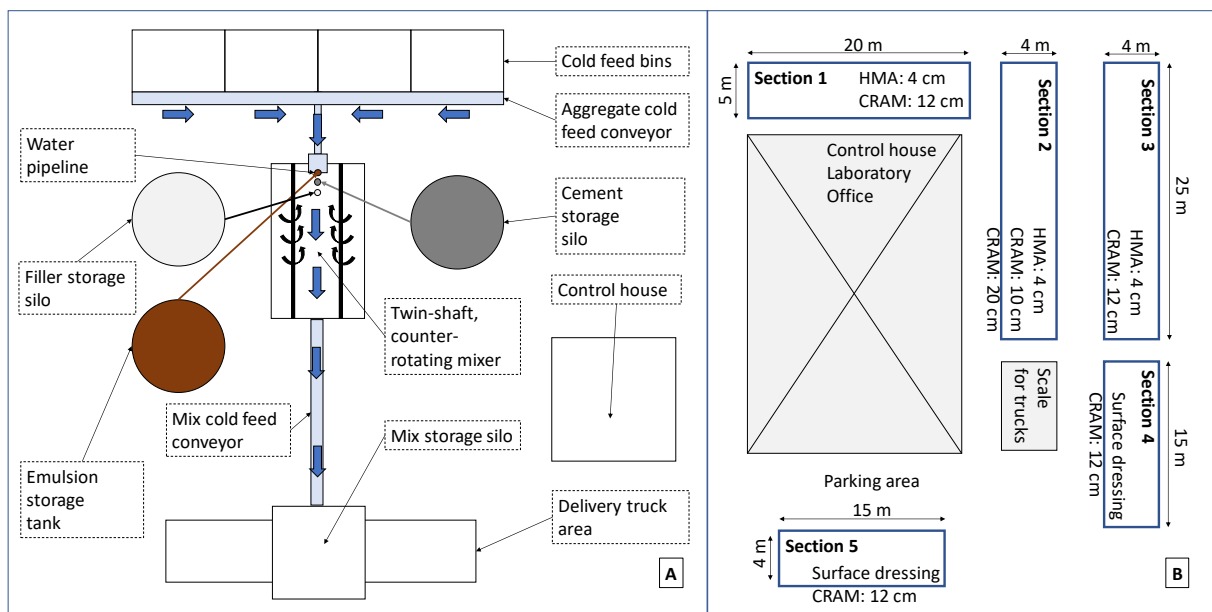 Cold feed bins
Aggregate cold
feed conveyor
Water
pipeline
Cement
storage
silo
Filler storage
silo
Control house
Twin-shaft,
counter-
rotating mixer
Mix cold feed
conveyor
Mix storage silo
Emulsion
storage
tank
Delivery truck
area
A
20 m
4 m
4 m
5 m
Section 1
HMA: 4 cm
CRAM: 12 cm
Control house
Laboratory
Office
Section 2
HMA: 4 cm
CRAM: 10 cm
CRAM: 20 cm
Section 3
HMA: 4 cm
CRAM: 12 cm
25 m
Scale
for trucks
Section 4
Surface dressing
CRAM: 12 cm
15 m
Parking area
15 m
4 m
Section 5
Surface dressing
CRAM: 12 cm
B